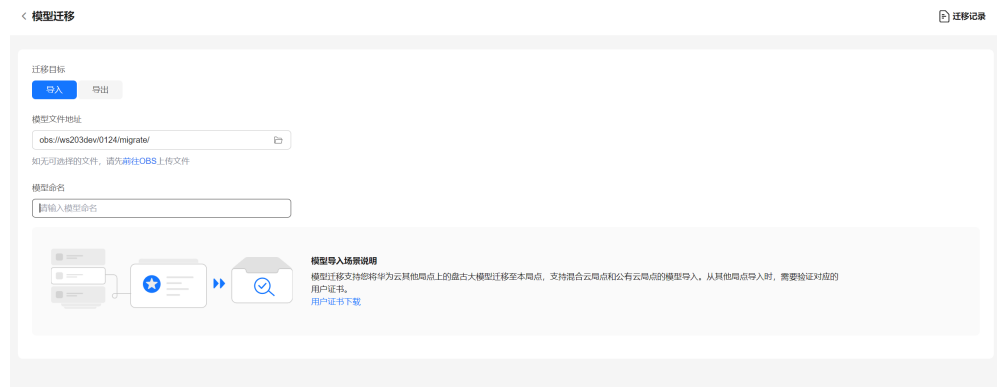 模型迁移
迁移记录
迁移目标
导入 导出
模型文件地址
obs://ws203dev/0124/migrate/
如无可选择的文件，请先前往OBS上传文件
模型命名
请输入模型命名
模型导入场景说明
模型迁移支持您将华为云其他局点上的盘古大模型迁移至本局点，支持混合云局点和公有云局点的模型导入。从其他局点导入时，需要验证对应的
用户证书。
用户证书下载